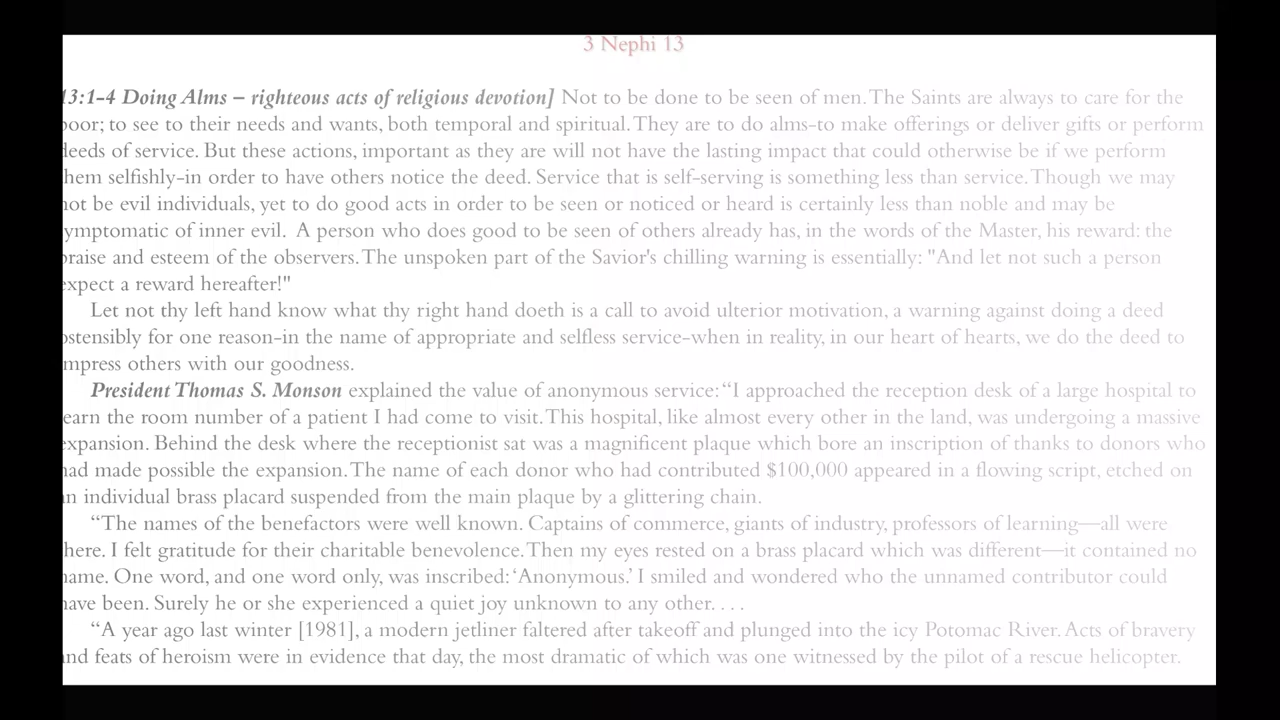 3 Nephi 13
13:1-4 Doing Alms – righteous acts of religious devotion] Not to be done to be seen of men. The Saints are always to care for the
poor; to see to their needs and wants, both temporal and spiritual. They are to do alms-to make offerings or deliver gifts or perform
deeds of service. But these actions, important as they are will not have the lasting impact that could otherwise be if we perform
hem selfishly-in order to have others notice the deed. Service that is self-serving is something less than service. Though we may
not be evil individuals, yet to do good acts in order to be seen or noticed or heard is certainly less than noble and may be
ymptomatic of inner evil. A person who does good to be seen of others already has, in the words of the Master, his reward: the
praise and esteem of the observers. The unspoken part of the Savior's chilling warning is essentially: "And let not such a person
expect a reward hereafter!"
Let not thy left hand know what thy right hand doeth is a call to avoid ulterior motivation, a warning against doing a deed
ostensibly for one reason-in the name of appropriate and selfless service-when in reality, in our heart of hearts, we do the deed to
mpress others with our goodness.
President Thomas S. Monson explained the value of anonymous service: “I approached the reception desk of a large hospital to
earn the room number of a patient I had come to visit. This hospital, like almost every other in the land, was undergoing a massive
expansion. Behind the desk where the receptionist sat was a magnificent plaque which bore an inscription of thanks to donors who
had made possible the expansion. The name of each donor who had contributed $100,000 appeared in a flowing script, etched on
an individual brass placard suspended from the main plaque by a glittering chain.
“The names of the benefactors were well known. Captains of commerce, giants of industry, professors of learning—all were
here. I felt gratitude for their charitable benevolence. Then my eyes rested on a brass placard which was different—it contained no
name. One word, and one word only, was inscribed: ‘Anonymous.’ I smiled and wondered who the unnamed contributor could
have been. Surely he or she experienced a quiet joy unknown to any other. . . .
“A year ago last winter [1981], a modern jetliner faltered after takeoff and plunged into the icy Potomac River. Acts of bravery
and feats of heroism were in evidence that day, the most dramatic of which was one witnessed by the pilot of a rescue helicopter.